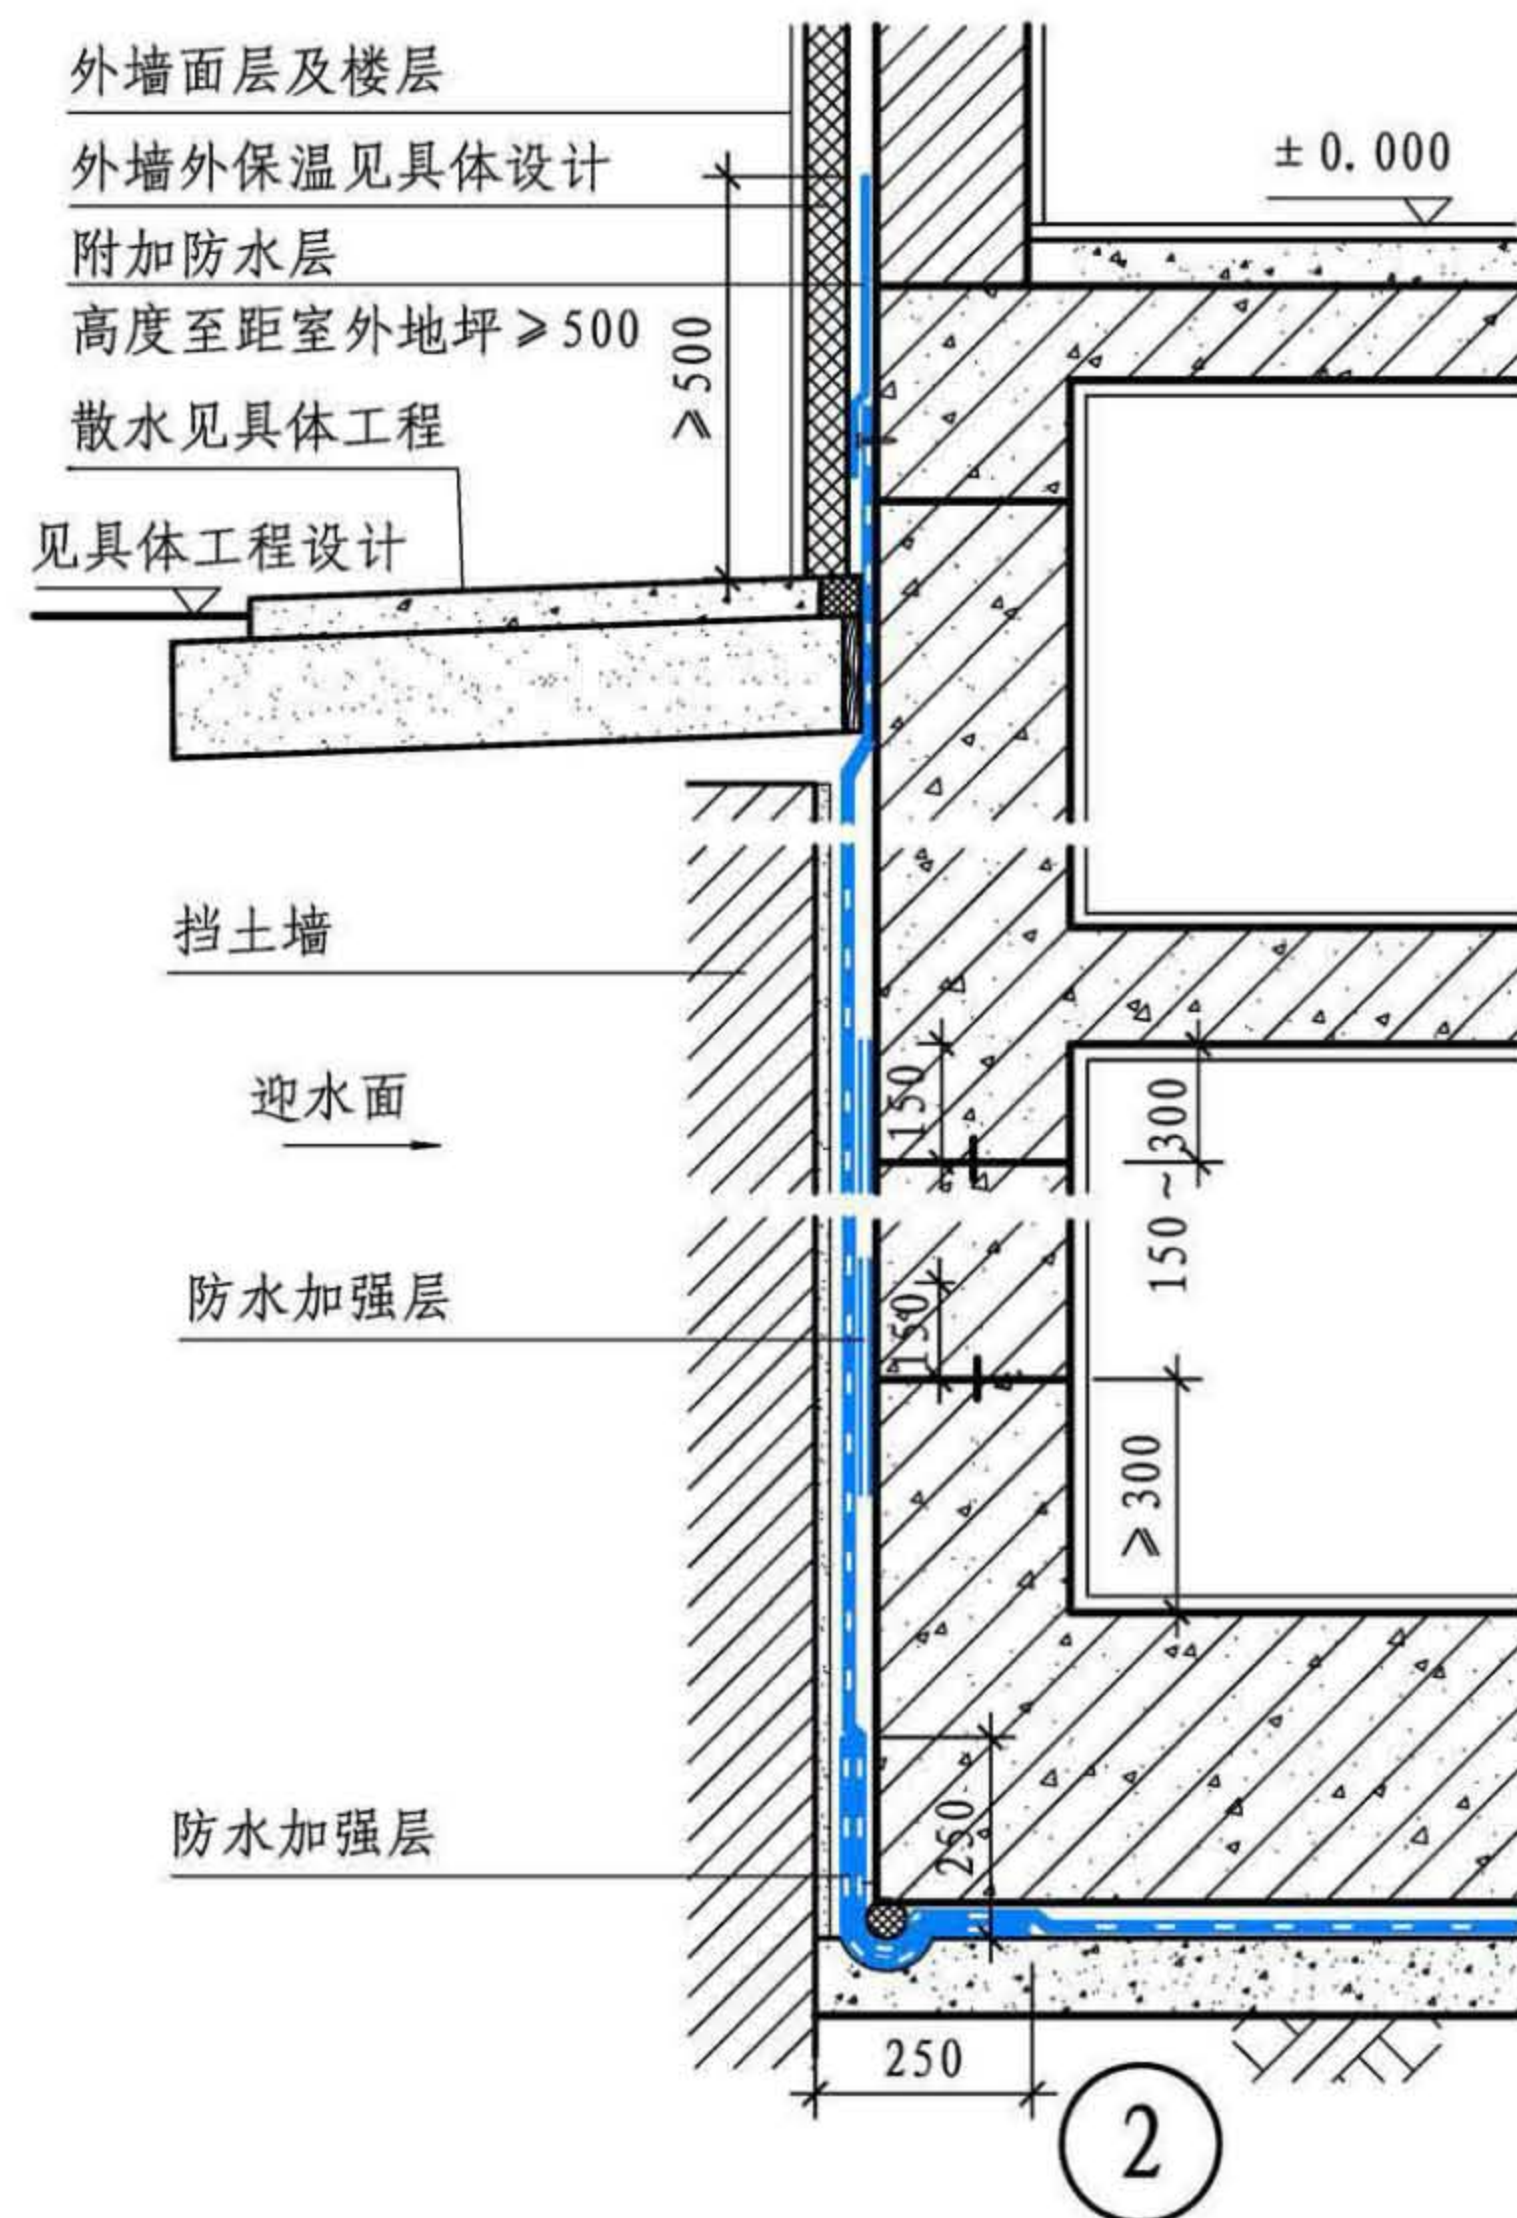 外墙面层及楼层
外墙外保温见具体设计
附加防水层
高度至距室外地坪≥500
散水见具体工程
见具体工程设计
≥500
±0.000
挡土墙
迎水面
150
150~300
防水加强层
150
≥300
防水加强层
250
250
2